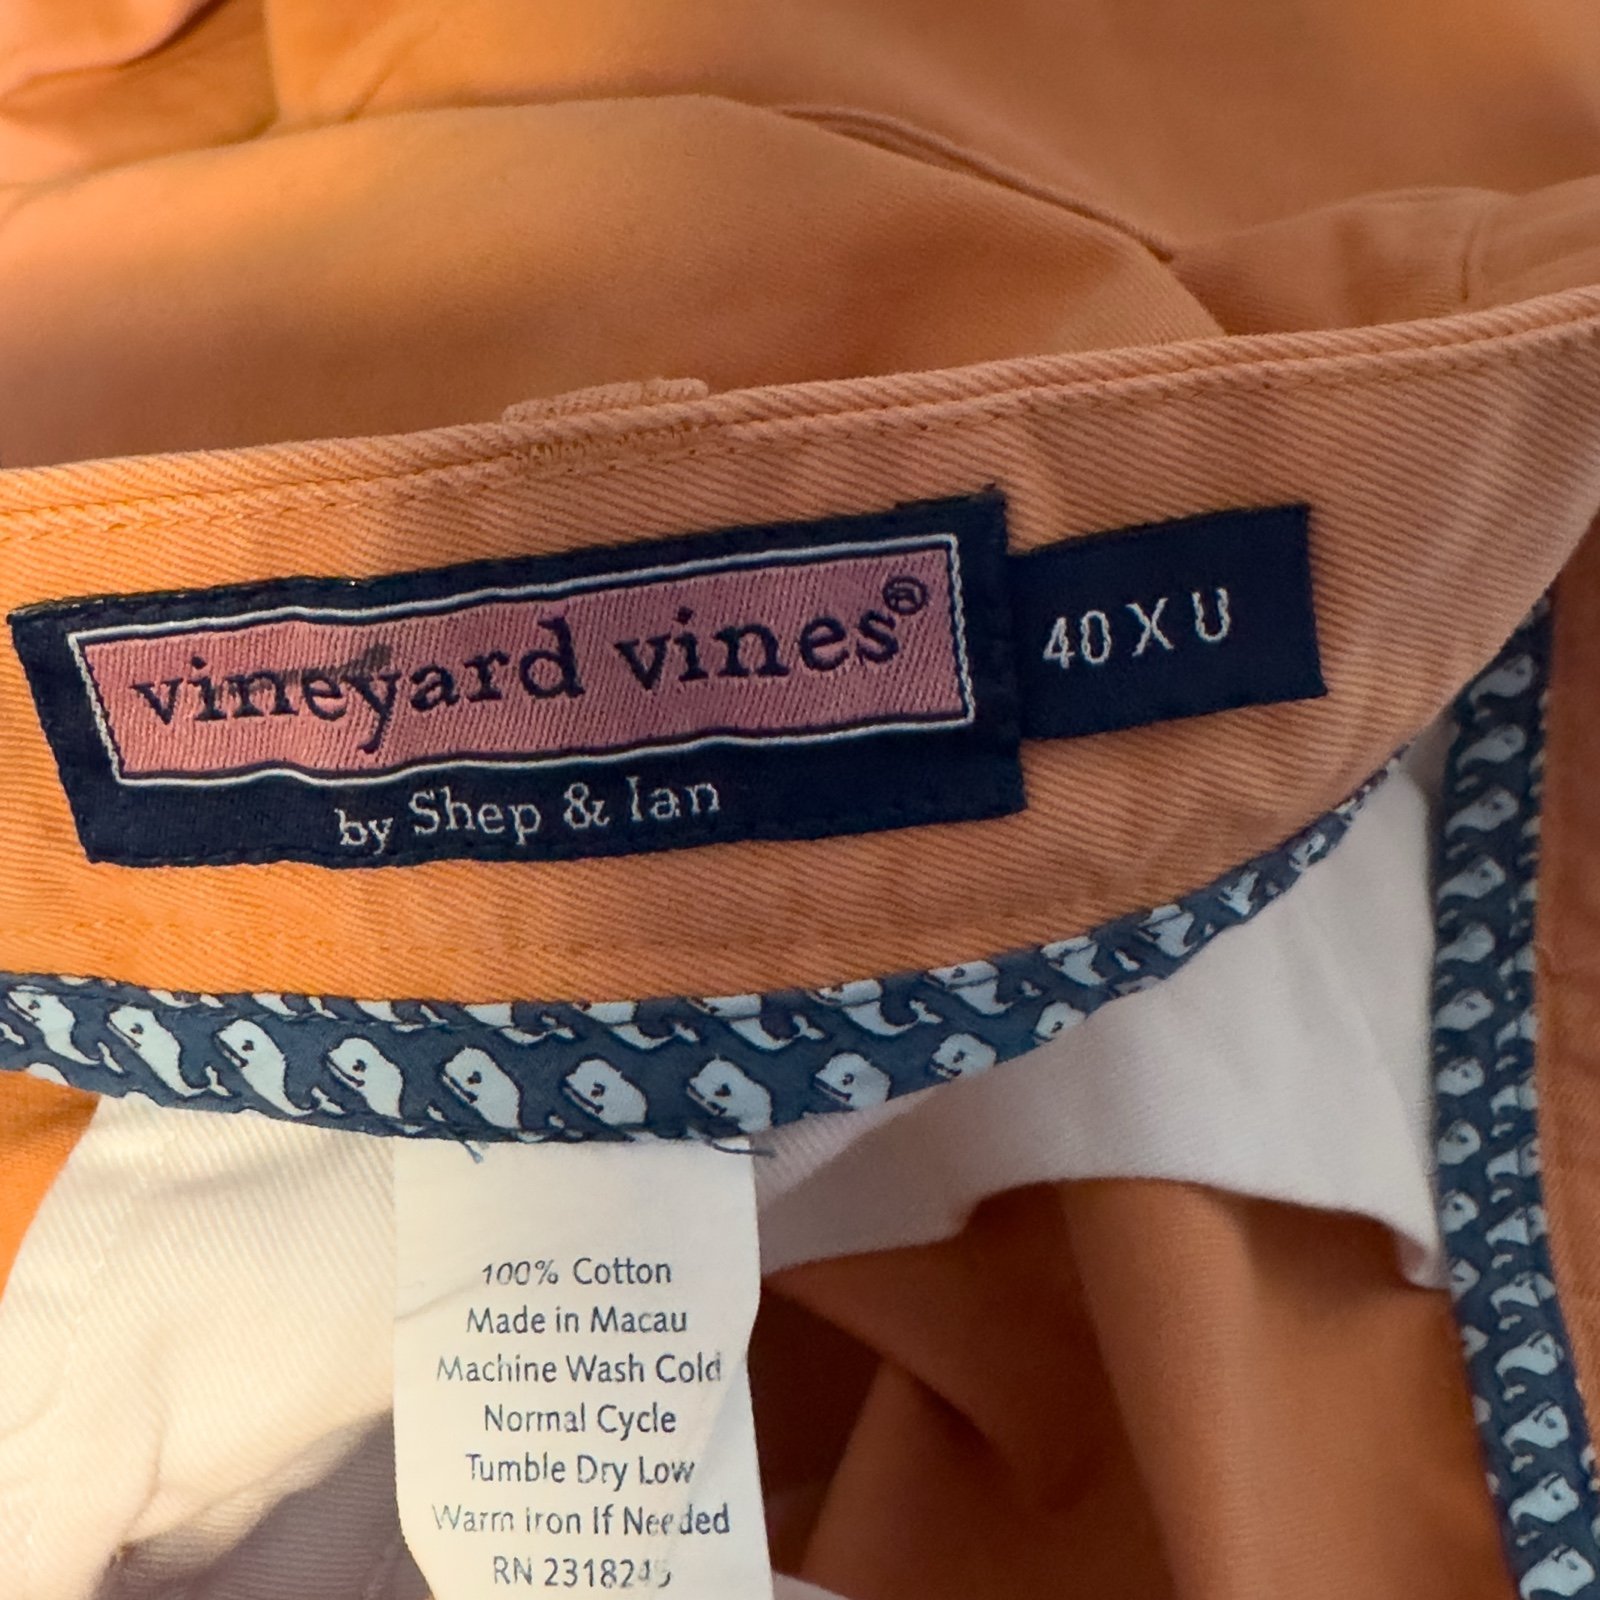 vineyard vines®
by Shep & Ian
40 X U
100% Cotton
Made in Macau
Machine Wash Cold
Normal Cycle
Tumble Dry Low
Warm Iron If Needed
RN